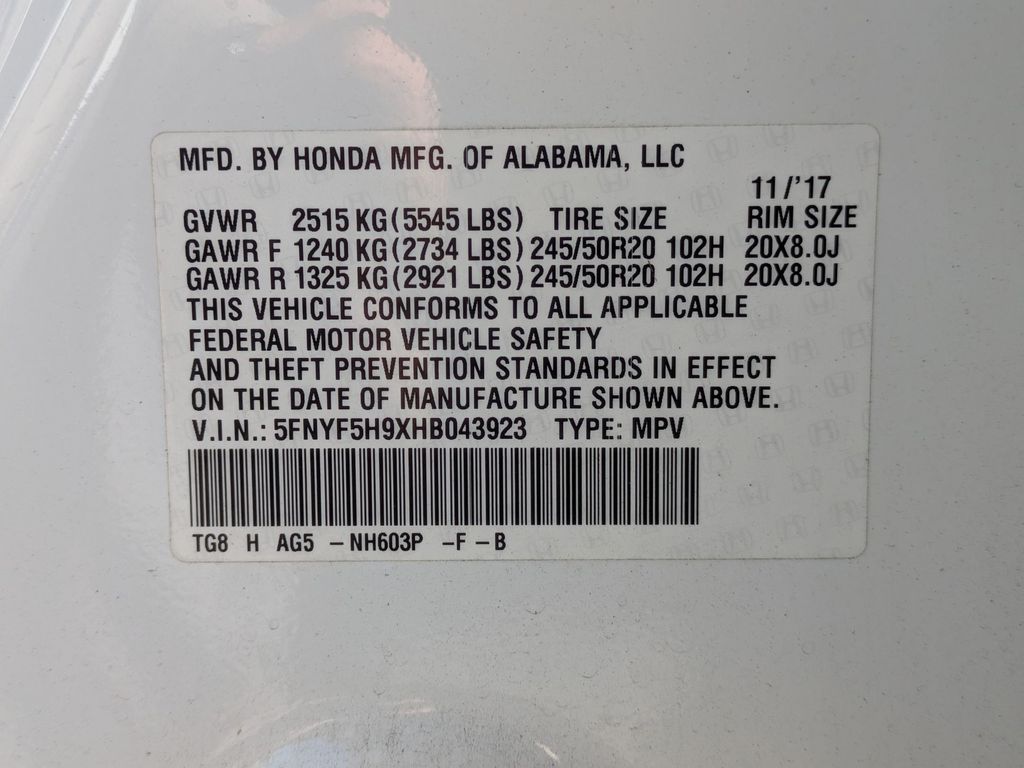 MFD. BY HONDA MFG. OF ALABAMA, LLC
11/'17
GVWR 2515 KG (5545 LBS) TIRE SIZE RIM SIZE
GAWR F 1240 KG (2734 LBS) 245/50R20 102H 20X8.0J
GAWR R 1325 KG (2921 LBS) 245/50R20 102H 20X8.0J
THIS VEHICLE CONFORMS TO ALL APPLICABLE
FEDERAL MOTOR VEHICLE SAFETY
AND THEFT PREVENTION STANDARDS IN EFFECT
ON THE DATE OF MANUFACTURE SHOWN ABOVE.
V.I.N.: 5FNYF5H9XHB043923 TYPE: MPV
TG8 H AG5 -NH603P -F -B